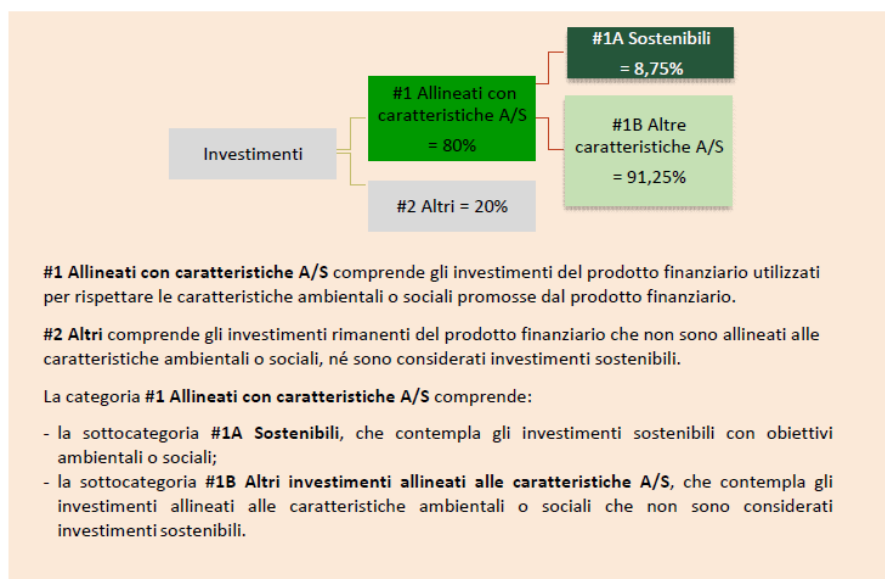 #1A Sostenibili
= 8,75%
#1 Allineati con
caratteristiche A/S
= 80%
#1B Altre
caratteristiche A/S
= 91,25%
Investimenti
#2 Altri = 20%
#1 Allineati con caratteristiche A/S comprende gli investimenti del prodotto finanziario utilizzati
per rispettare le caratteristiche ambientali o sociali promosse dal prodotto finanziario.
#2 Altri comprende gli investimenti rimanenti del prodotto finanziario che non sono allineati alle
caratteristiche ambientali o sociali, né sono considerati investimenti sostenibili.
La categoria #1 Allineati con caratteristiche A/S comprende:
- la sottocategoria #1A Sostenibili, che contempla gli investimenti sostenibili con obiettivi
ambientali o sociali;
- la sottocategoria #1B Altri investimenti allineati alle caratteristiche A/S, che contempla gli
investimenti allineati alle caratteristiche ambientali o sociali che non sono considerati
investimenti sostenibili.